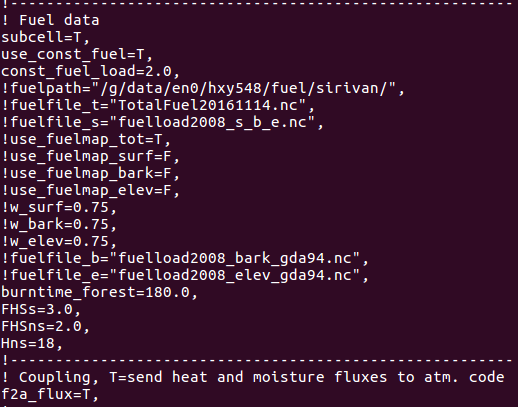 !------------------------------------------------------------
! Fuel data
subcell=T,
use_const_fuel=T,
const_fuel_load=2.0,
!fuelpath="/g/data/en0/hxy548/fuel/sirivan/",
!fuelfile_t="TotalFuel20161114.nc",
!fuelfile_s="fuelload2008_s_b_e.nc",
!use_fuelmap_tot=T,
!use_fuelmap_surf=F,
!use_fuelmap_bark=F,
!use_fuelmap_elev=F,
!w_surf=0.75,
!w_bark=0.75,
!w_elev=0.75,
!fuelfile_b="fuelload2008_bark_gda94.nc",
!fuelfile_e="fuelload2008_elev_gda94.nc",
burntime_forest=180.0,
FHSs=3.0,
FHSns=2.0,
Hns=18,
!------------------------------------------------------------
! Coupling, T=send heat and moisture fluxes to atm. code
f2a_flux=T,